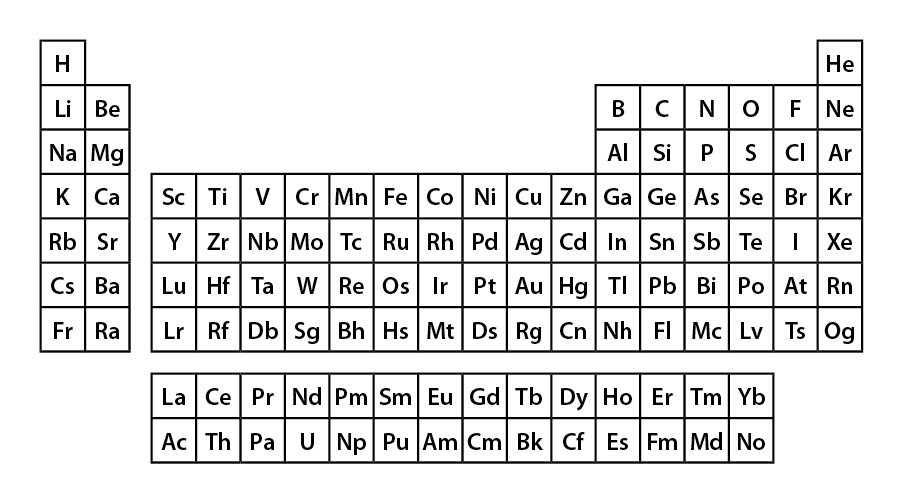 H He
Li Be B C N O F Ne
Na Mg Al Si P S Cl Ar
K Ca Sc Ti V Cr Mn Fe Co Ni Cu Zn Ga Ge As Se Br Kr
Rb Sr Y Zr Nb Mo Tc Ru Rh Pd Ag Cd In Sn Sb Te I Xe
Cs Ba Lu Hf Ta W Re Os Ir Pt Au Hg Tl Pb Bi Po At Rn
Fr Ra Lr Rf Db Sg Bh Hs Mt Ds Rg Cn Nh Fl Mc Lv Ts Og
La Ce Pr Nd Pm Sm Eu Gd Tb Dy Ho Er Tm Yb
Ac Th Pa U Np Pu Am Cm Bk Cf Es Fm Md No